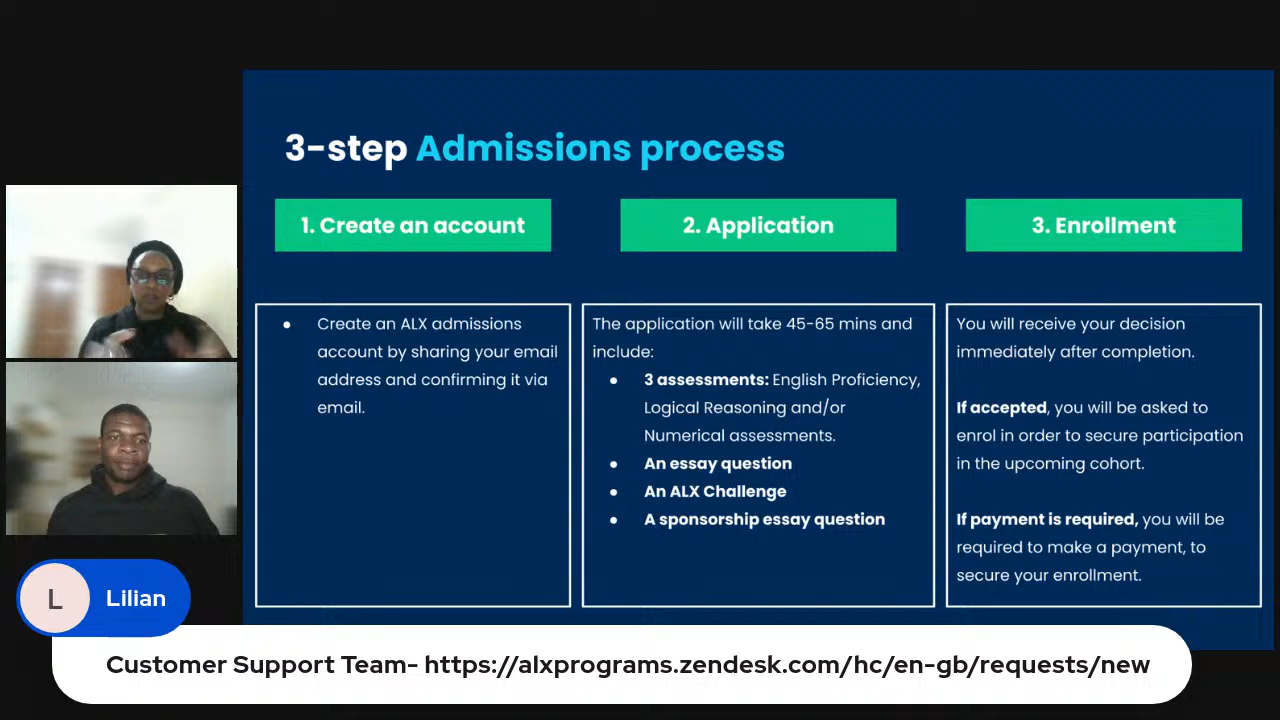 3-step Admissions process
1. Create an account
2. Application
3. Enrollment
● Create an ALX admissions
account by sharing your email
address and confirming it via
email.
The application will take 45-65 mins and
include:
● 3 assessments: English Proficiency,
Logical Reasoning and/or
Numerical assessments.
● An essay question
● An ALX Challenge
● A sponsorship essay question
You will receive your decision
immediately after completion.
If accepted, you will be asked to
enrol in order to secure participation
in the upcoming cohort.
If payment is required, you will be
required to make a payment, to
secure your enrollment.
L
Lilian
Customer Support Team- https://alxprograms.zendesk.com/hc/en-gb/requests/new